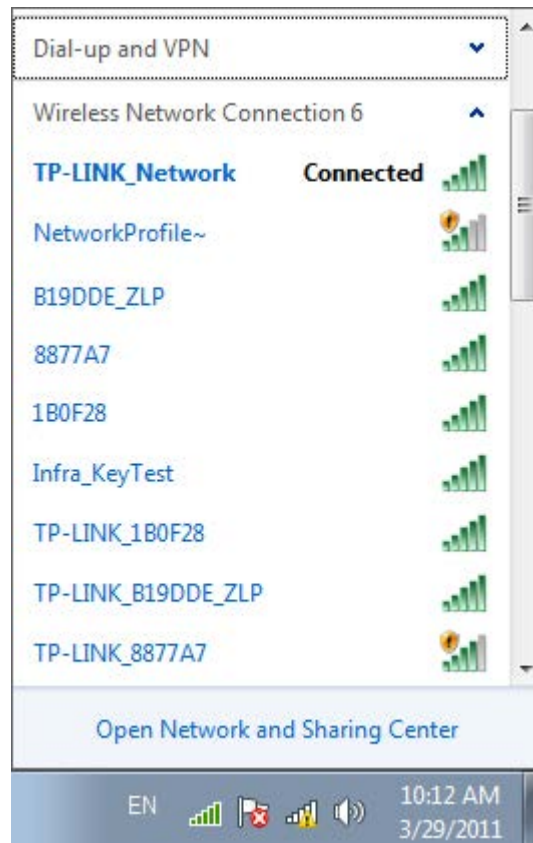 Dial-up and VPN
Wireless Network Connection 6
TP-LINK_Network Connected
NetworkProfile~
B19DDE_ZLP
8877A7
1B0F28
Infra_KeyTest
TP-LINK_1B0F28
TP-LINK_B19DDE_ZLP
TP-LINK_8877A7
Open Network and Sharing Center
EN 10:12 AM
3/29/2011